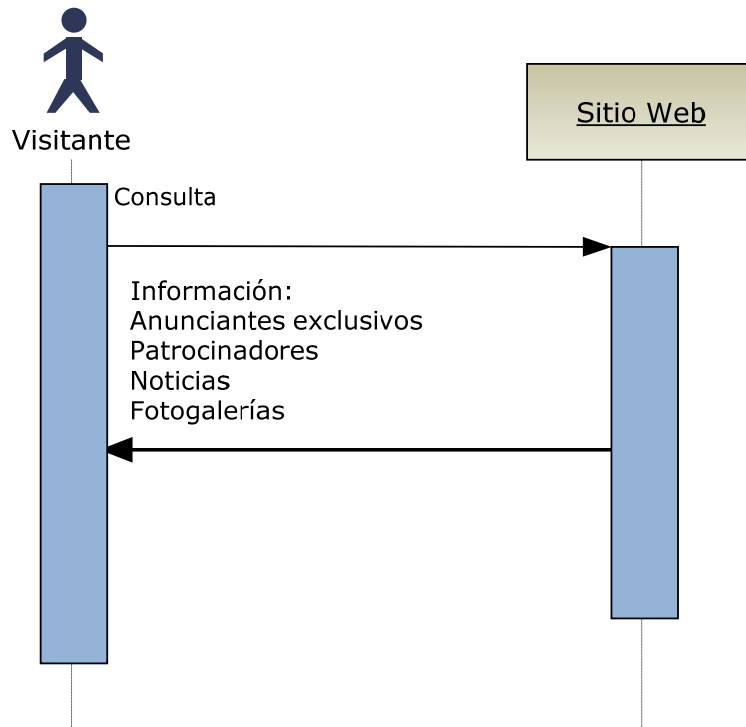 Visitante
Sitio Web
Consulta
Información:
Anunciantes exclusivos
Patrocinadores
Noticias
Fotogalerías